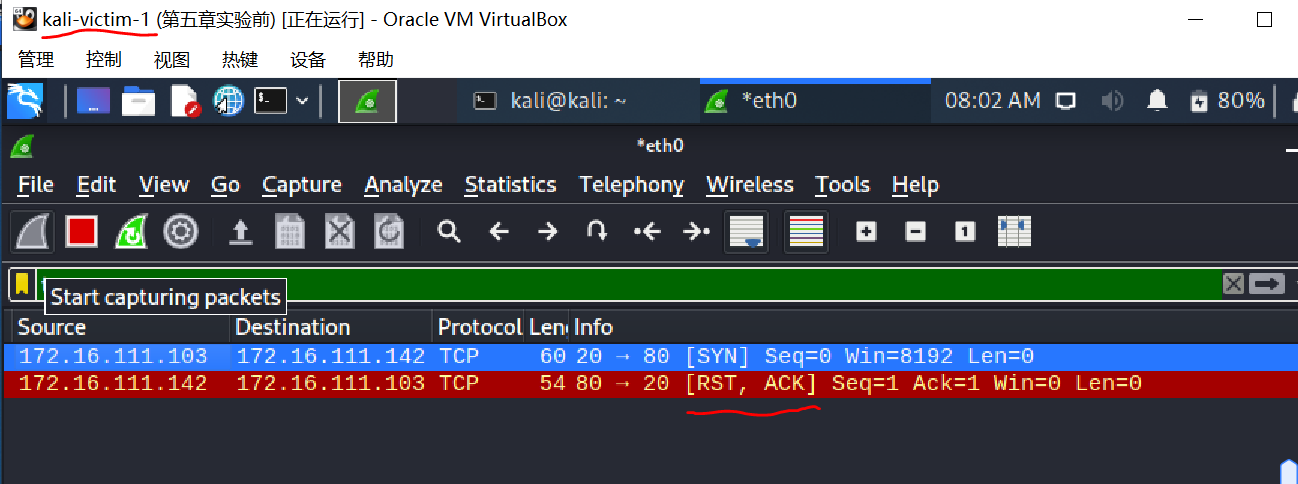 kali-victim-1 (第五章实验前) [正在运行] - Oracle VM VirtualBox
管理 控制 视图 热键 设备 帮助
kali@kali: ~ *eth0 08:02 AM 80%
*eth0
File Edit View Go Capture Analyze Statistics Telephony Wireless Tools Help
Start capturing packets
Source Destination Protocol Len Info
172.16.111.103 172.16.111.142 TCP 60 20 → 80 [SYN] Seq=0 Win=8192 Len=0
172.16.111.142 172.16.111.103 TCP 54 80 → 20 [RST, ACK] Seq=1 Ack=1 Win=0 Len=0